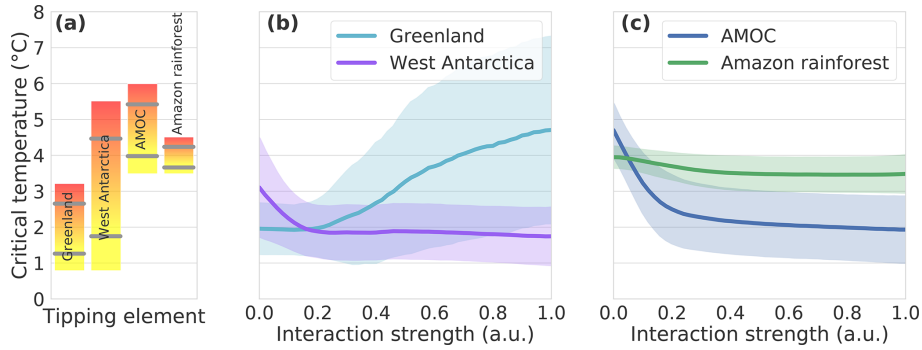 (a)
Critical temperature (°C)
8
7
6
5
4
3
2
1
0
Greenland
West Antarctica
AMOC
Amazon rainforest
Tipping element
(b)
Greenland
West Antarctica
0.0 0.2 0.4 0.6 0.8 1.0
Interaction strength (a.u.)
(c)
AMOC
Amazon rainforest
0.0 0.2 0.4 0.6 0.8 1.0
Interaction strength (a.u.)